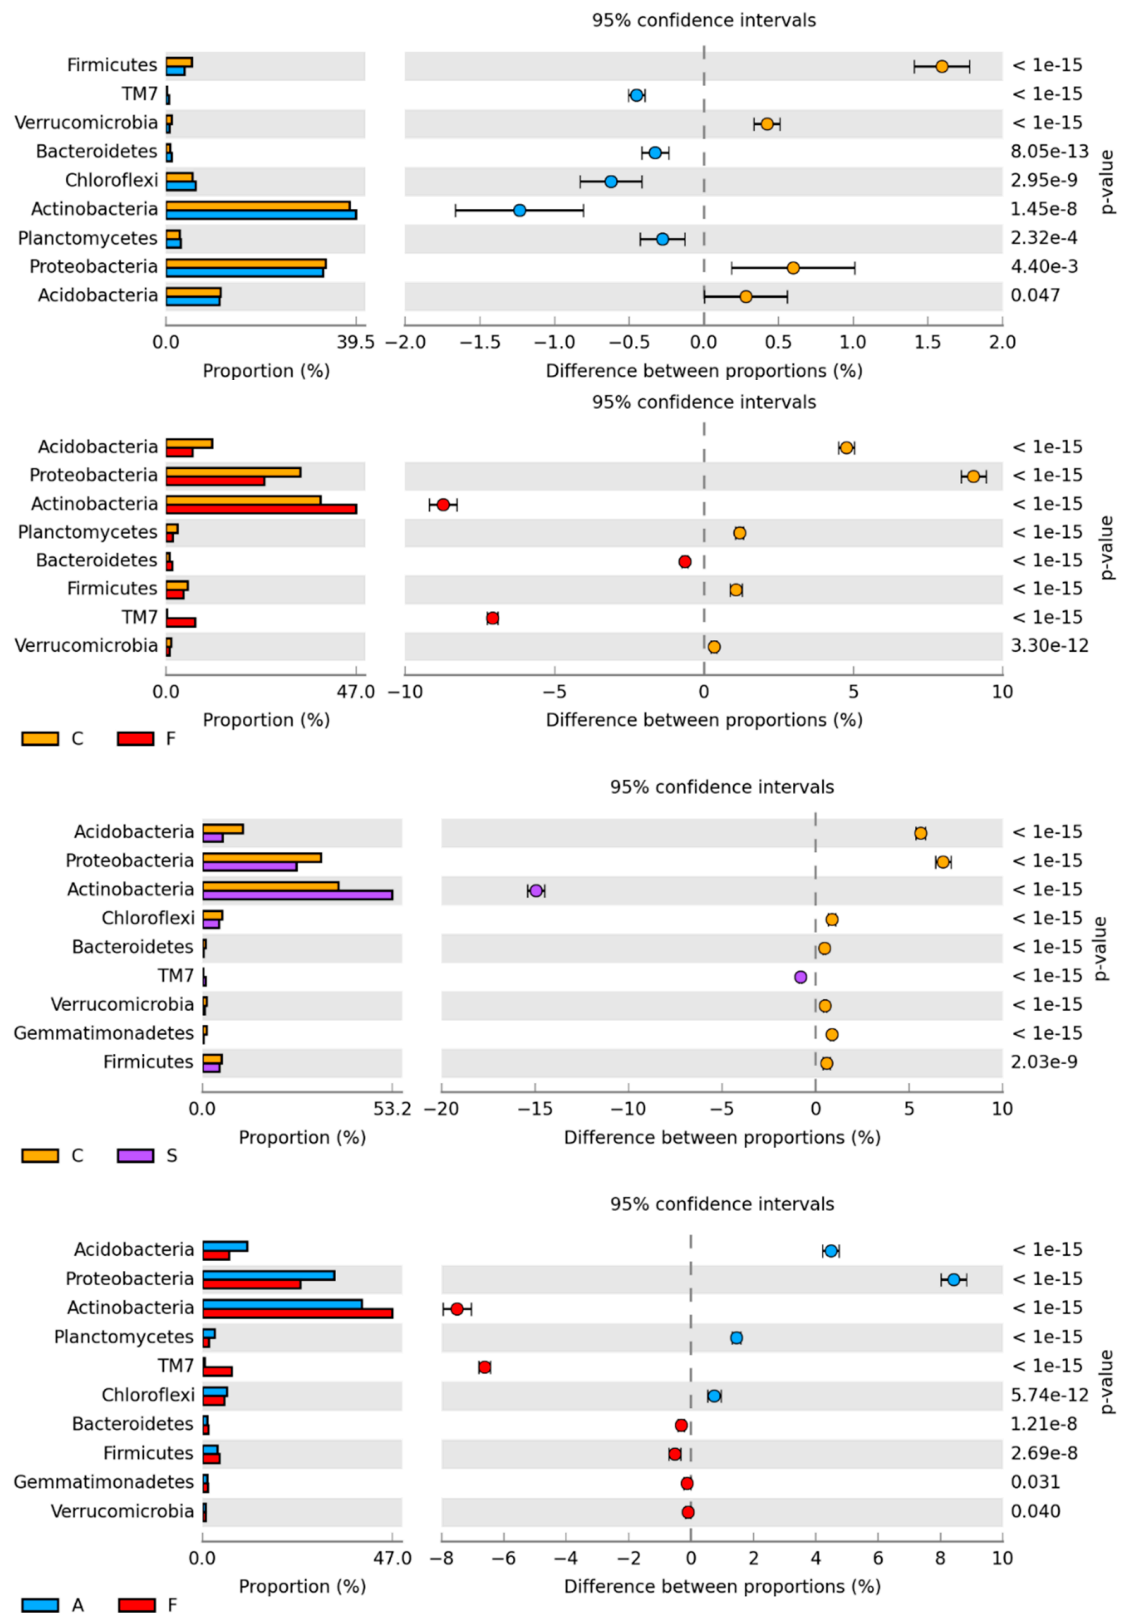 95% confidence intervals
Firmicutes < 1e-15
TM7 < 1e-15
Verrucomicrobia < 1e-15
Bacteroidetes 8.05e-13
Chloroflexi 2.95e-9
Actinobacteria 1.45e-8
Planctomycetes 2.32e-4
Proteobacteria 4.40e-3
Acidobacteria 0.047
p-value
0.0 39.5 −2.0 −1.5 −1.0 −0.5 0.0 0.5 1.0 1.5 2.0
Proportion (%) Difference between proportions (%)
95% confidence intervals
Acidobacteria < 1e-15
Proteobacteria < 1e-15
Actinobacteria < 1e-15
Planctomycetes < 1e-15
Bacteroidetes < 1e-15
Firmicutes < 1e-15
TM7 < 1e-15
Verrucomicrobia 3.30e-12
p-value
0.0 47.0 −10 −5 0 5 10
Proportion (%) Difference between proportions (%)
C F
95% confidence intervals
Acidobacteria < 1e-15
Proteobacteria < 1e-15
Actinobacteria < 1e-15
Chloroflexi < 1e-15
Bacteroidetes < 1e-15
TM7 < 1e-15
Verrucomicrobia < 1e-15
Gemmatimonadetes < 1e-15
Firmicutes 2.03e-9
p-value
0.0 53.2 −20 −15 −10 −5 0 5 10
Proportion (%) Difference between proportions (%)
C S
95% confidence intervals
Acidobacteria < 1e-15
Proteobacteria < 1e-15
Actinobacteria < 1e-15
Planctomycetes < 1e-15
TM7 < 1e-15
Chloroflexi 5.74e-12
Bacteroidetes 1.21e-8
Firmicutes 2.69e-8
Gemmatimonadetes 0.031
Verrucomicrobia 0.040
p-value
0.0 47.0 −8 −6 −4 −2 0 2 4 6 8 10
Proportion (%) Difference between proportions (%)
A F